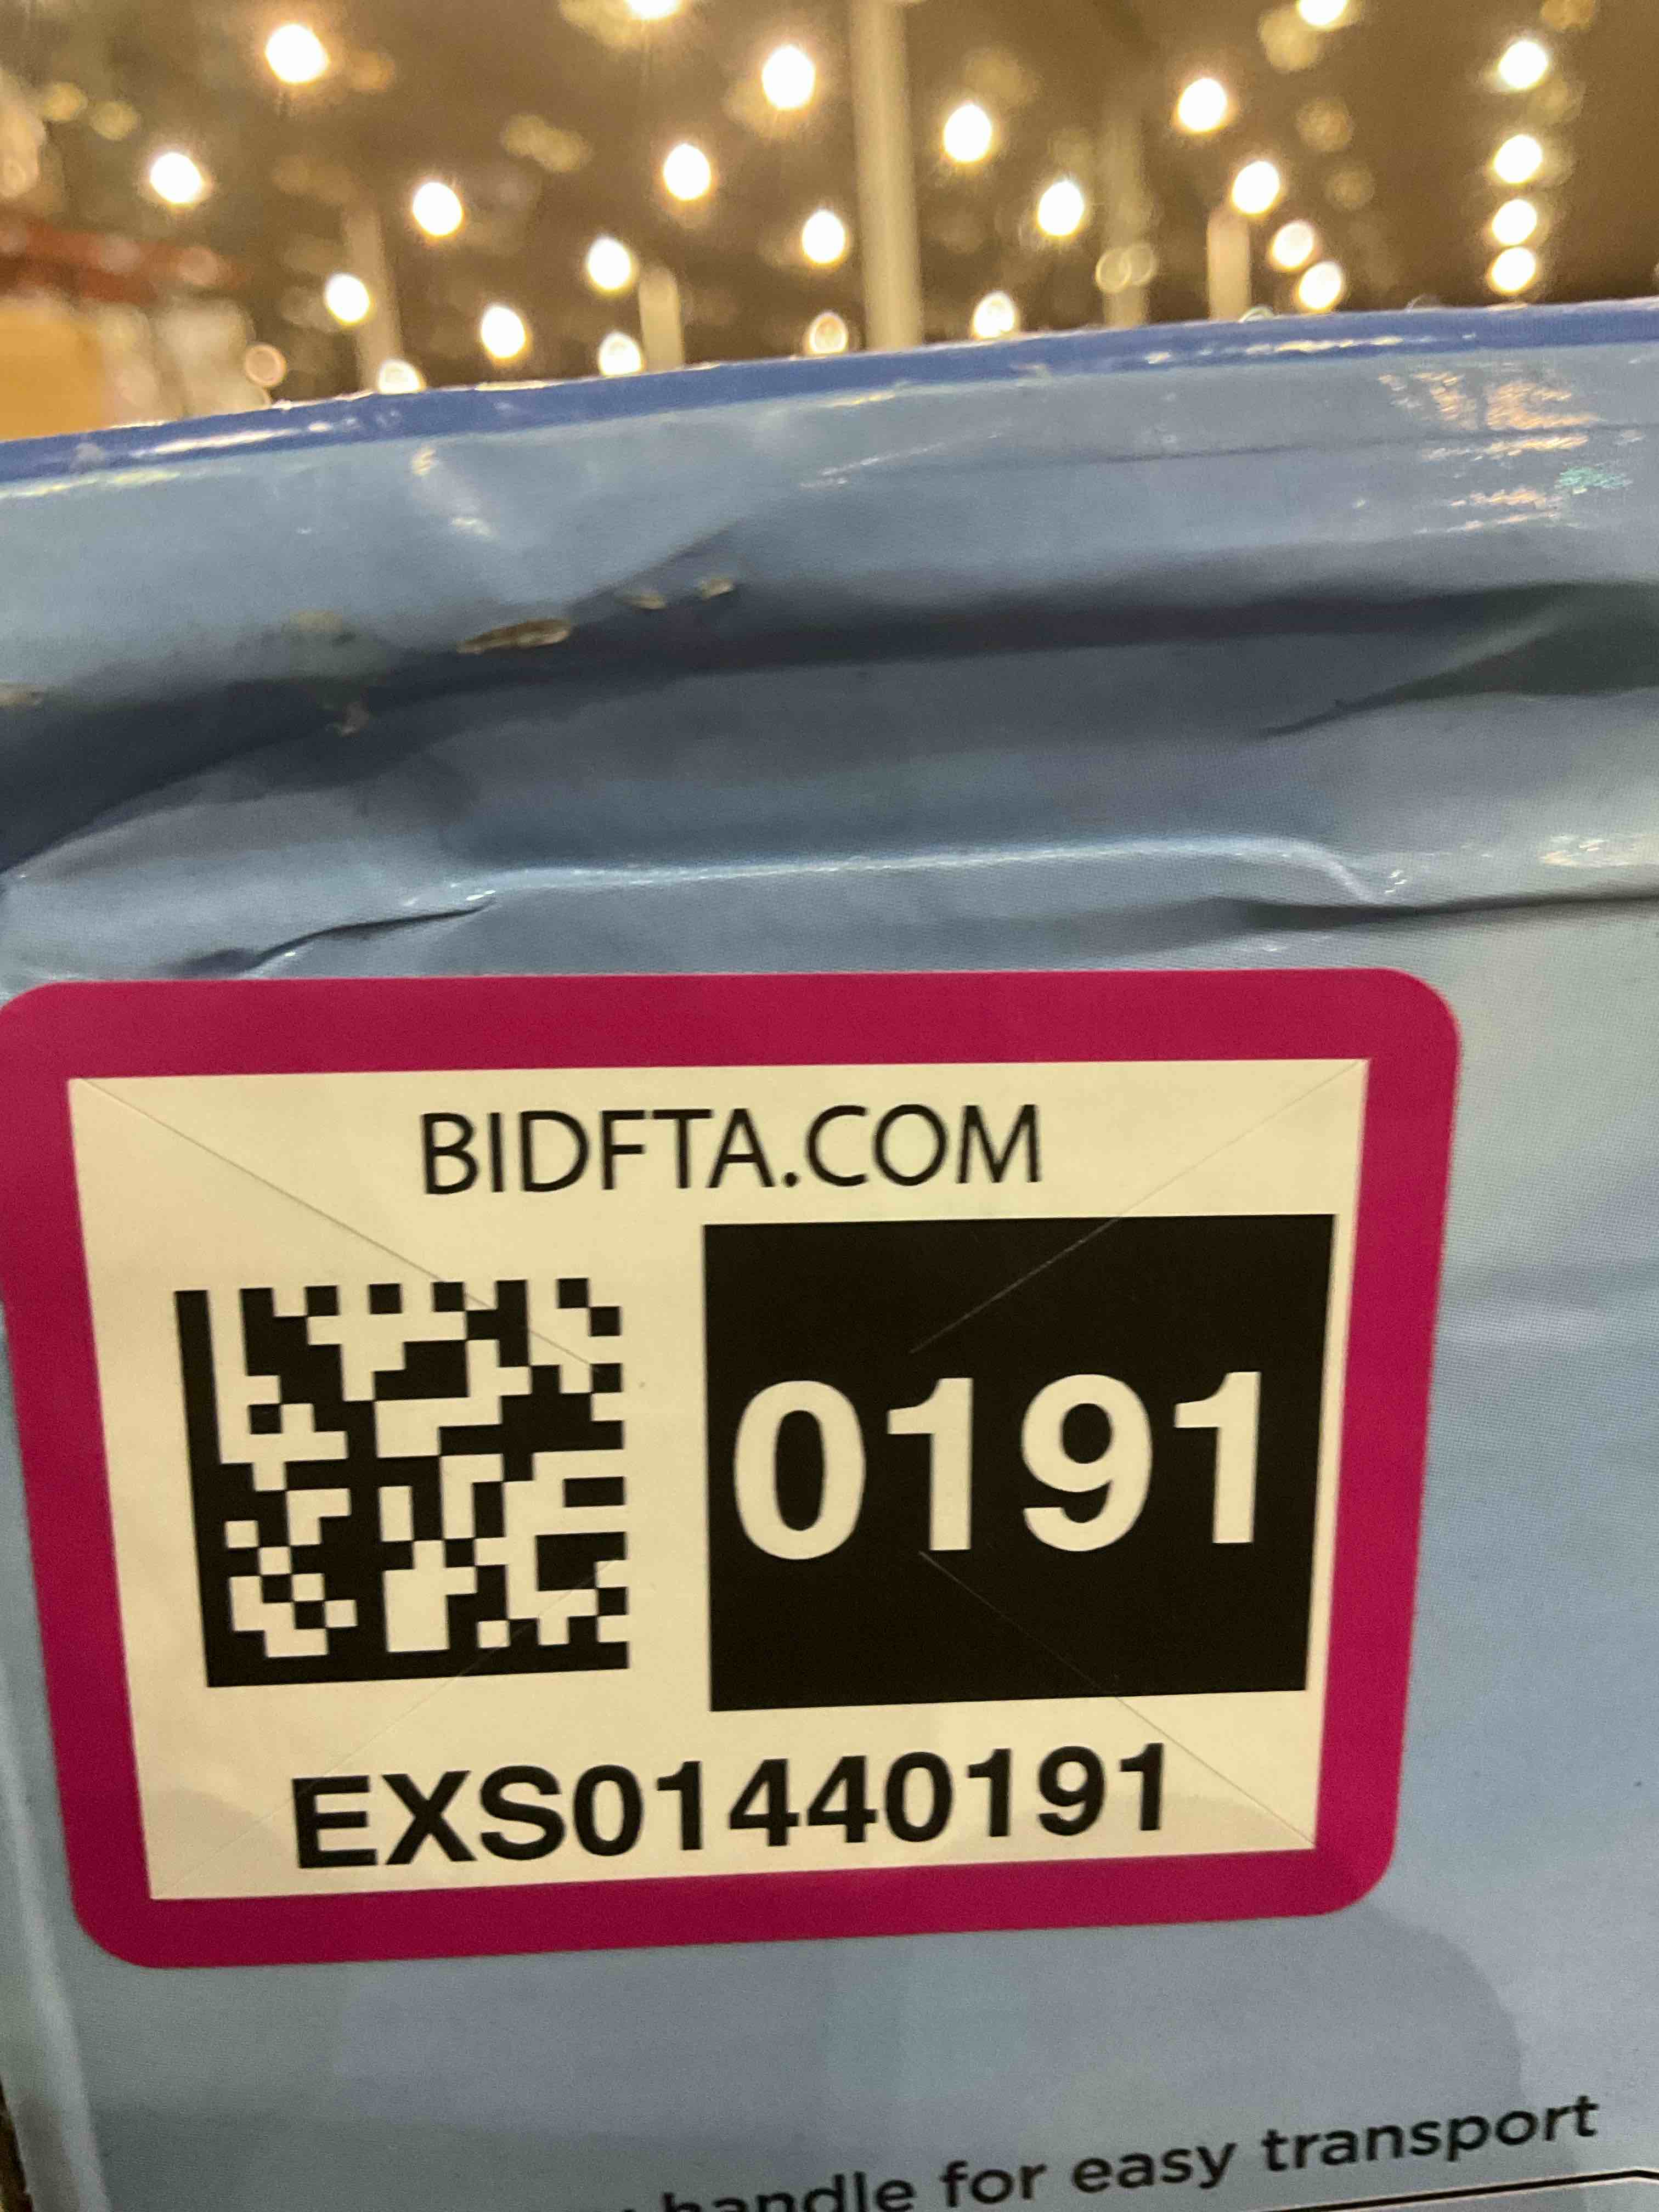 BIDFTA.COM
0191
EXS01440191
handle for easy transport